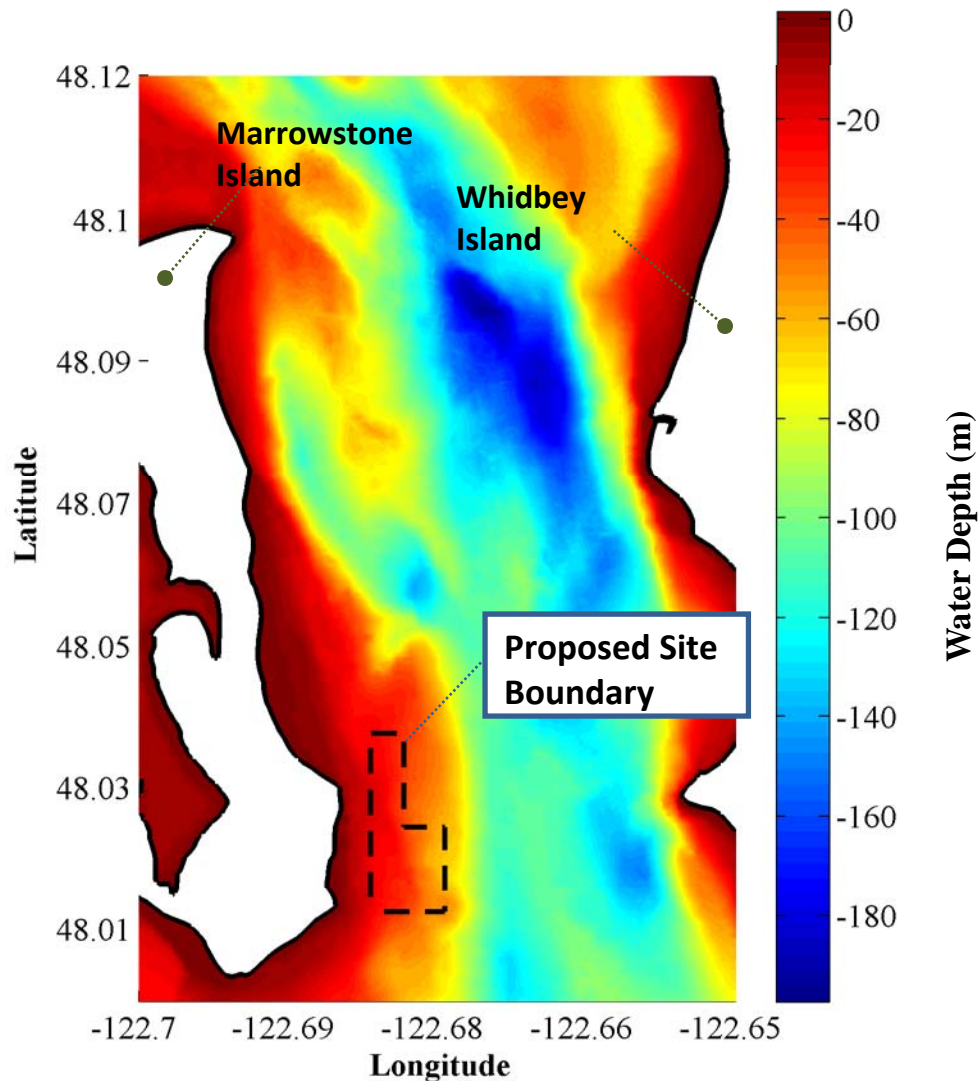 Marrowstone
Island
Whidbey
Island
Proposed Site
Boundary
48.12
48.1
48.09
48.07
48.05
48.03
48.01
Latitude
-122.7
-122.69
-122.68
-122.66
-122.65
Longitude
0
-20
-40
-60
-80
-100
-120
-140
-160
-180
Water Depth (m)